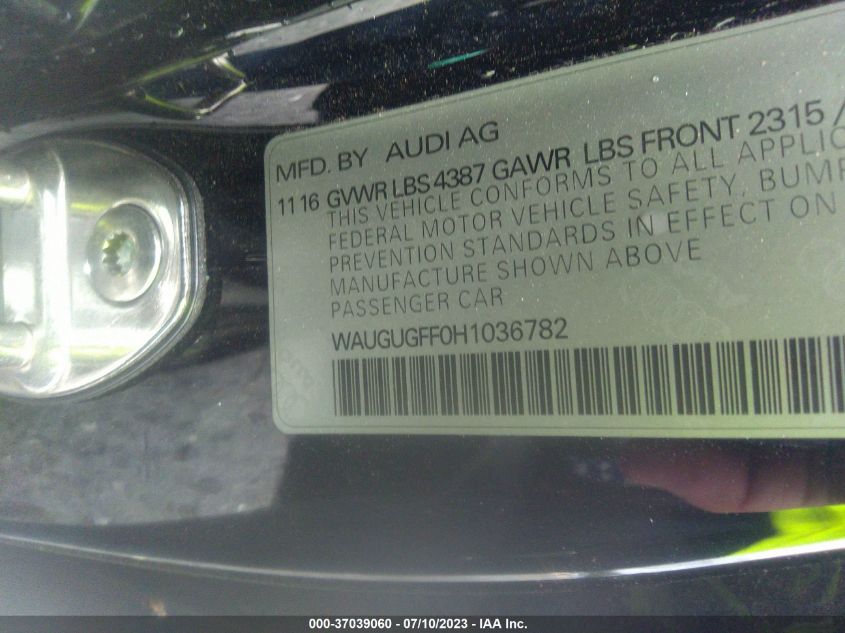 MFD. BY AUDI AG
11 16 GVWR LBS 4387 GAWR LBS FRONT 2315 /
THIS VEHICLE CONFORMS TO ALL
FEDERAL MOTOR VEHICLE SAFETY,
PREVENTION STANDARDS IN EFFECT ON
MANUFACTURE SHOWN ABOVE
PASSENGER CAR
WAUGUGFF0H1036782
000-37039060 - 07/10/2023 - IAA Inc.